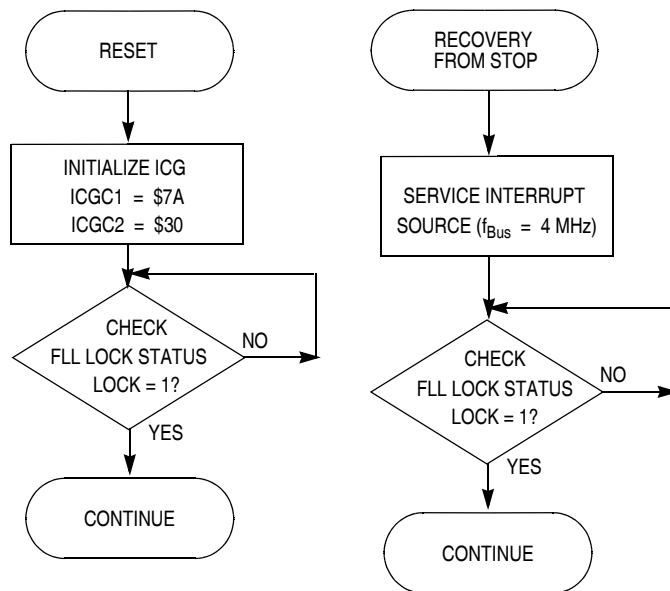 RESET
INITIALIZE ICG
ICGC1 = $7A
ICGC2 = $30
CHECK
FLL LOCK STATUS
LOCK = 1?
NO
YES
CONTINUE
RECOVERY
FROM STOP
SERVICE INTERRUPT
SOURCE (fBus = 4 MHz)
CHECK
FLL LOCK STATUS
LOCK = 1?
NO
YES
CONTINUE